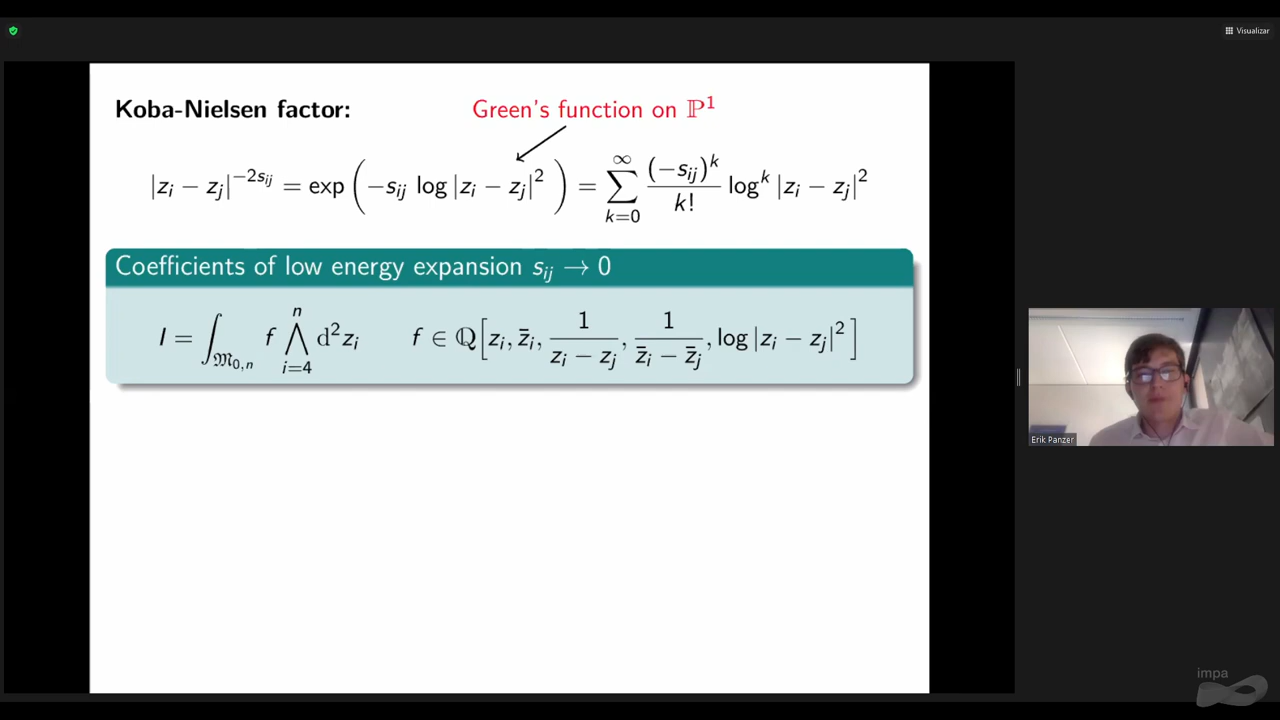 Visualizar
Koba-Nielsen factor:
Green's function on ℙ¹
|z_i − z_j|^{−2s_{ij}} = exp(−s_{ij} log |z_i − z_j|²) = ∑_{k=0}^{∞} (−s_{ij})^k / k! log^k |z_i − z_j|²
Coefficients of low energy expansion s_{ij} → 0
I = ∫_{𝔐_{0,n}} f ⋀_{i=4}^{n} d²z_i f ∈ ℚ[z_i, z̄_i, 1/(z_i − z_j), 1/(z̄_i − z̄_j), log |z_i − z_j|²]
Erik Panzer
impa